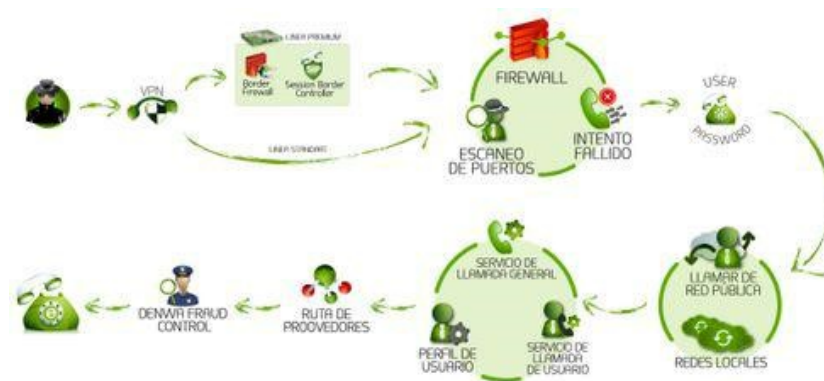 LINEA PREMIUM
VPN
Border
Firewall
Session Border
Controller
LINEA STANDART
FIREWALL
ESCANEO
DE PUERTOS
INTENTO
FALLIDO
USER
PASSWORD
LLAMAR DE
RED PÚBLICA
REDES LOCALES
SERVICIO DE
LLAMADA GENERAL
PERFIL DE
USUARIO
SERVICIO DE
LLAMADA
DE USUARIO
RUTA DE
PROOVEDORES
DENWA FRAUD
CONTROL